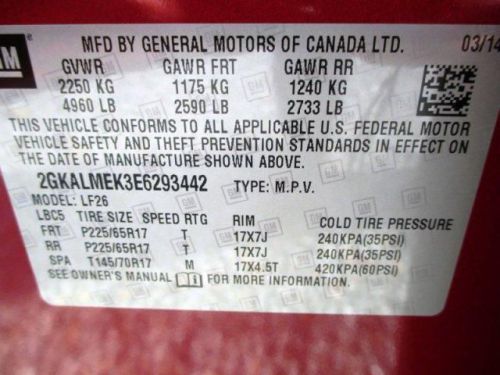 GM
MFD BY GENERAL MOTORS OF CANADA LTD. 03/14
GVWR GAWR FRT GAWR RR
2250 KG 1175 KG 1240 KG
4960 LB 2590 LB 2733 LB
THIS VEHICLE CONFORMS TO ALL APPLICABLE U.S. FEDERAL MOTOR
VEHICLE SAFETY AND THEFT PREVENTION STANDARDS IN EFFECT ON
THE DATE OF MANUFACTURE SHOWN ABOVE.
2GKALMEK3E6293442 TYPE: M.P.V.
MODEL: LF26
LBC5 TIRE SIZE SPEED RTG RIM COLD TIRE PRESSURE
FRT P225/65R17 T 17X7J 240KPA(35PSI)
RR P225/65R17 T 17X7J 240KPA(35PSI)
SPA T145/70R17 M 17X4.5T 420KPA(60PSI)
SEE OWNER'S MANUAL FOR MORE INFORMATION.